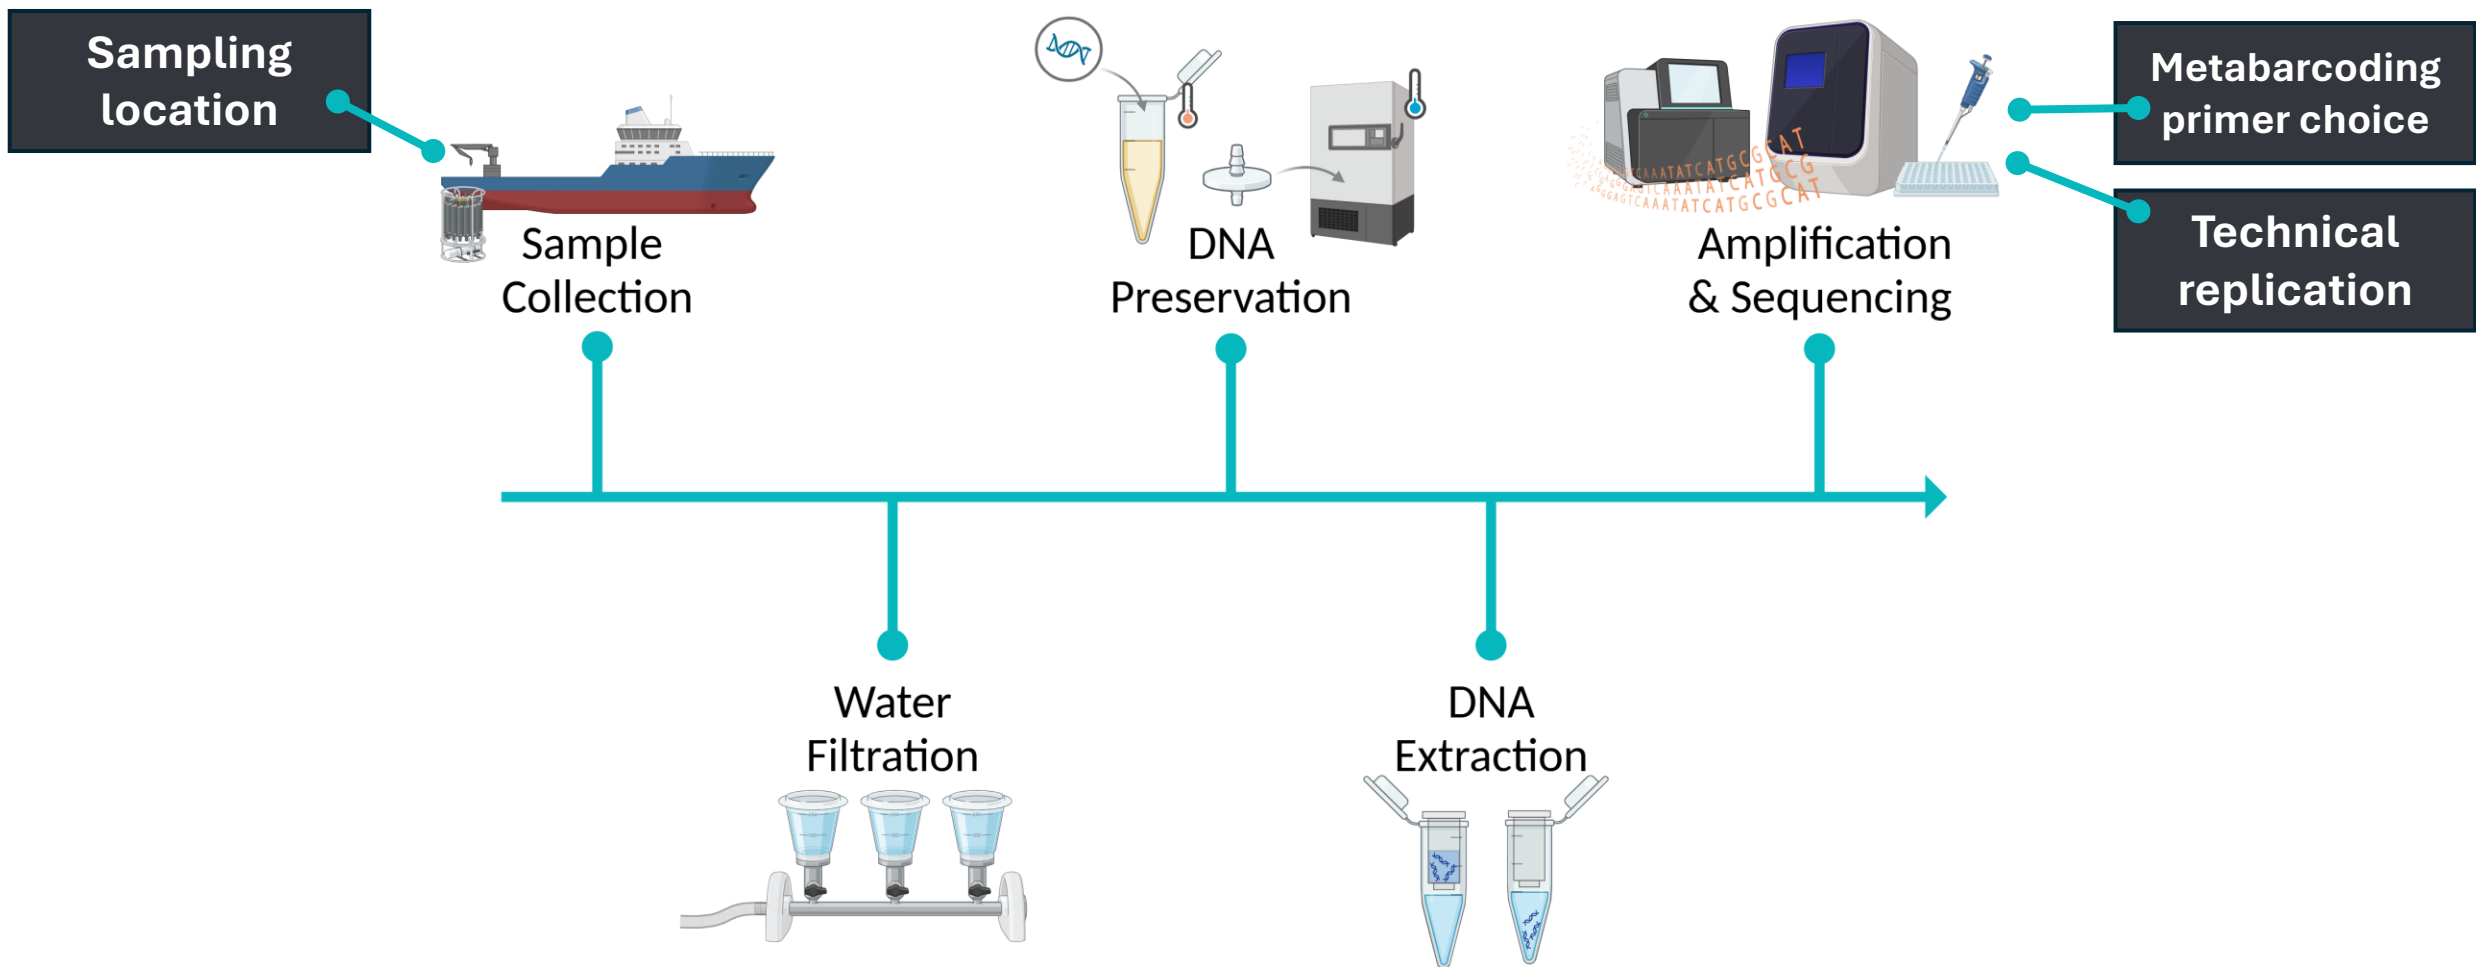 Sampling
location
Sample
Collection
DNA
Preservation
Amplification
& Sequencing
Metabarcoding
primer choice
Technical
replication
Water
Filtration
DNA
Extraction